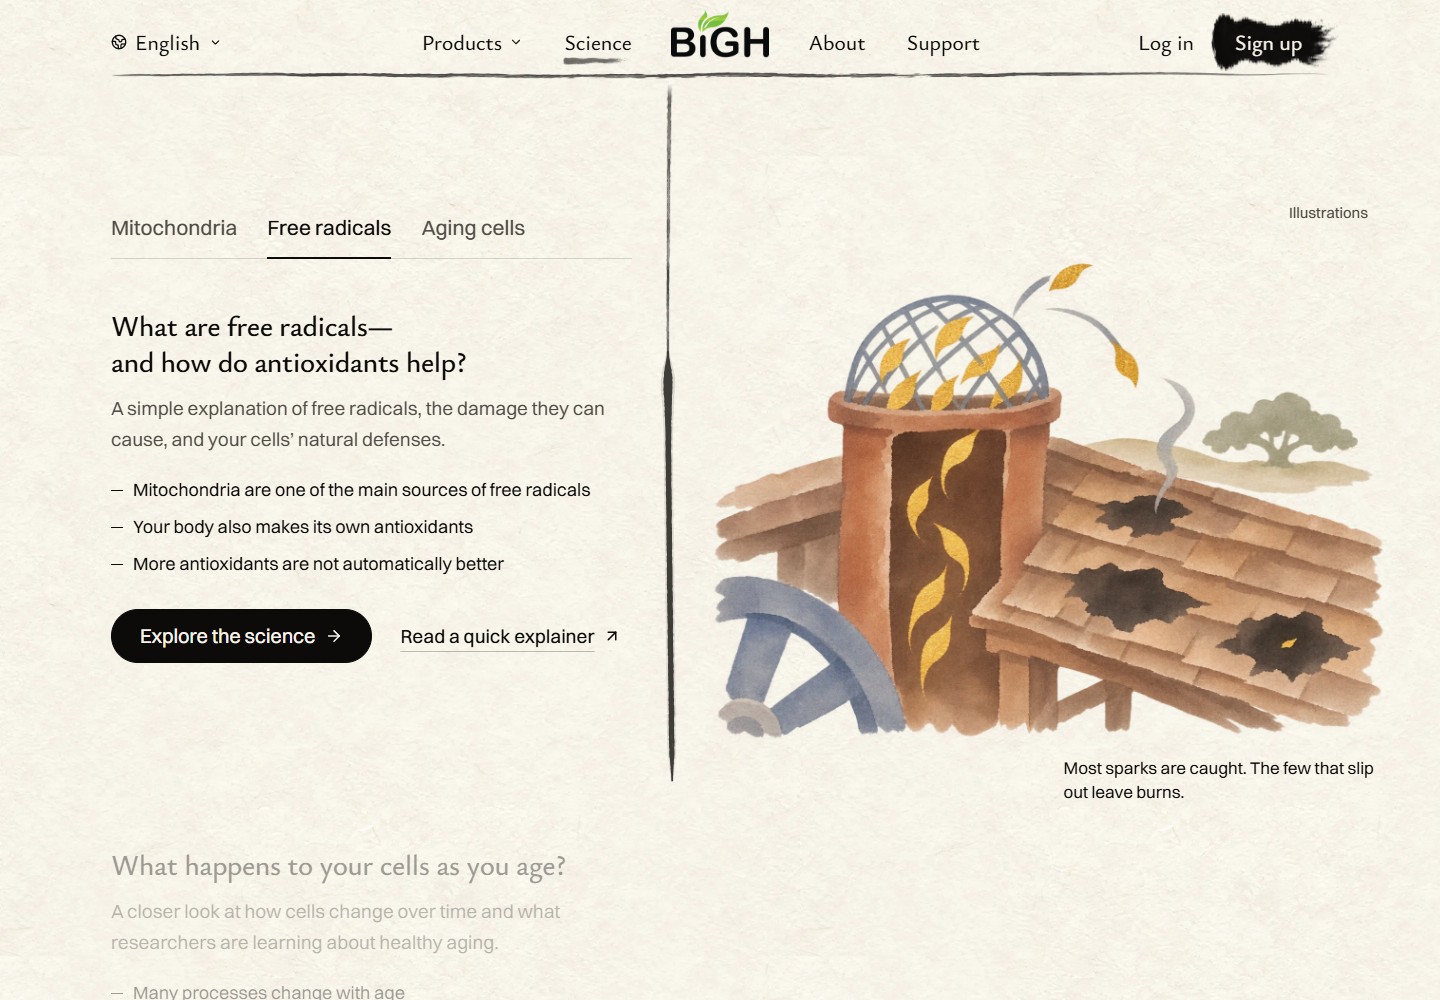 English
Products
Science
BiGH
About
Support
Log in
Sign up
Mitochondria
Free radicals
Aging cells
Illustrations
What are free radicals—
and how do antioxidants help?
A simple explanation of free radicals, the damage they can
cause, and your cells’ natural defenses.
— Mitochondria are one of the main sources of free radicals
— Your body also makes its own antioxidants
— More antioxidants are not automatically better
Explore the science →
Read a quick explainer ↗
Most sparks are caught. The few that slip
out leave burns.
What happens to your cells as you age?
A closer look at how cells change over time and what
researchers are learning about healthy aging.
— Many processes change with age